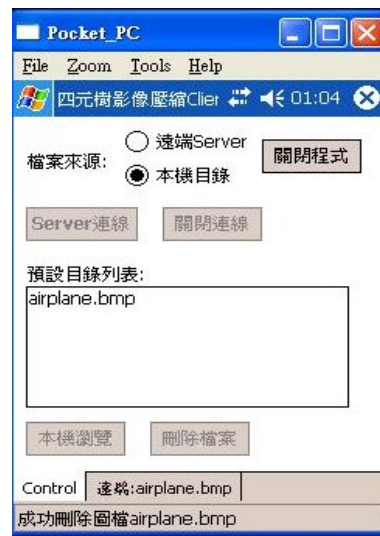 Pocket_PC
File Zoom Tools Help
四元樹影像壓縮Clier 01:04
檔案來源:
遠端Server
本機目錄
關閉程式
Server連線 關閉連線
預設目錄列表:
airplane.bmp
本機瀏覽 刪除檔案
Control 遠端:airplane.bmp
成功刪除圖檔airplane.bmp